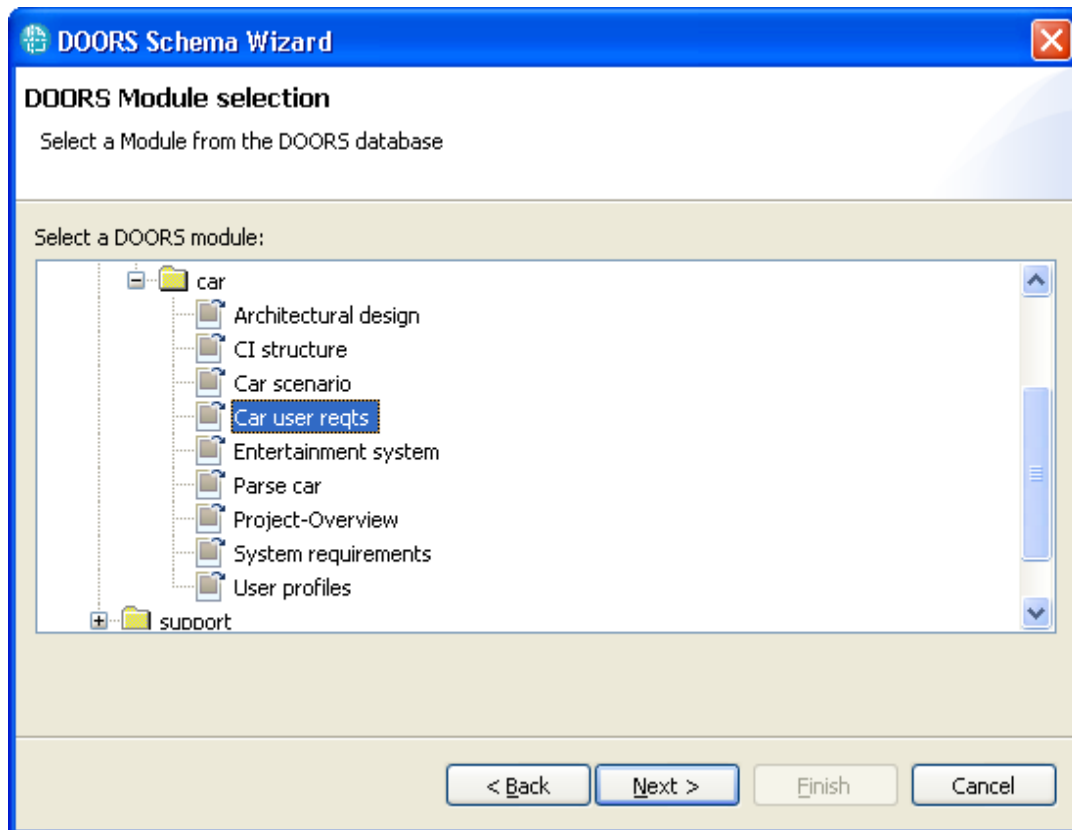 DOORS Schema Wizard
DOORS Module selection
Select a Module from the DOORS database
Select a DOORS module:
car
Architectural design
CI structure
Car scenario
Car user reqts
Entertainment system
Parse car
Project-Overview
System requirements
User profiles
support
< Back Next > Finish Cancel